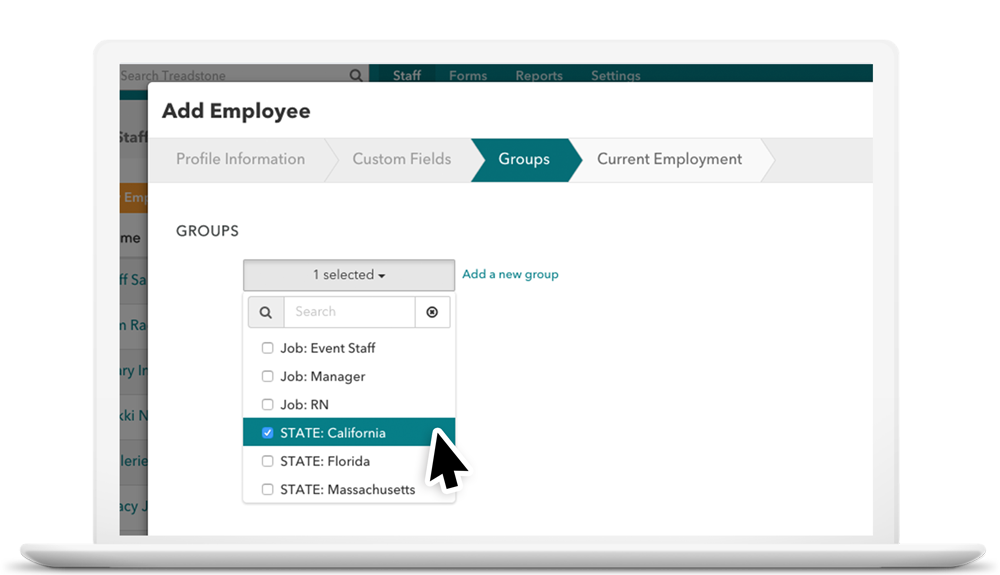 Search Treadstone Staff Forms Reports Settings
Add Employee
Staff
Profile Information Custom Fields Groups Current Employment
Emp
me
GROUPS
1 selected Add a new group
ff Sa
Search
m Ra
Job: Event Staff
ary In
Job: Manager
Job: RN
kki N
STATE: California
lerie
STATE: Florida
STATE: Massachusetts
acy J